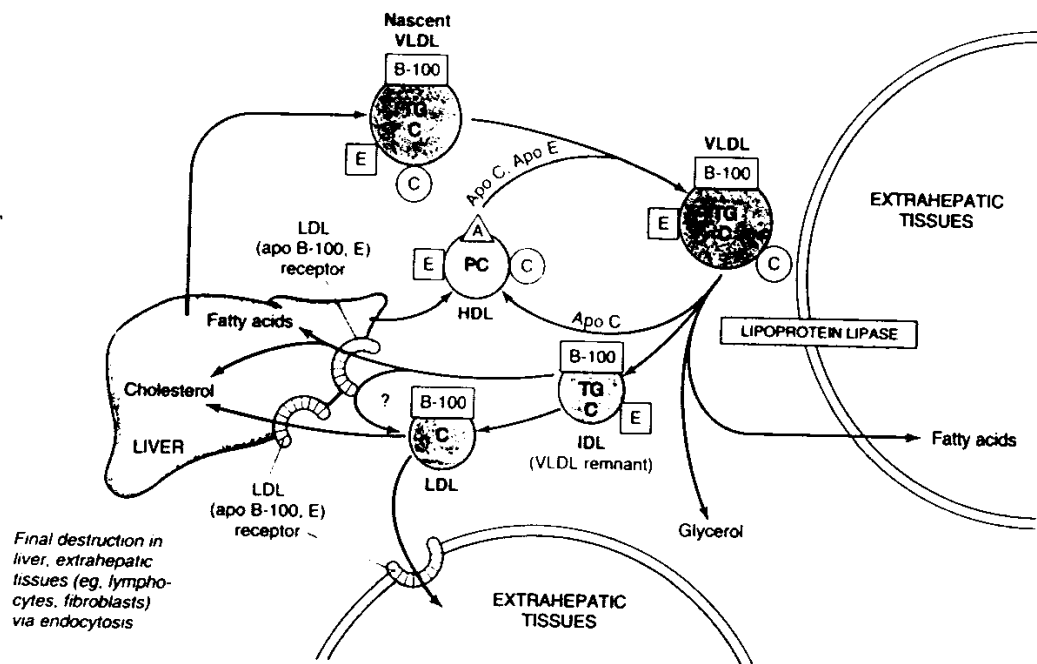 Nascent
VLDL
B-100
TG
C
E
C
Apo C, Apo E
VLDL
B-100
TG
C
E
C
EXTRAHEPATIC
TISSUES
LDL
(apo B-100, E)
receptor
A
E
PC
C
HDL
Fatty acids
Apo C
LIPOPROTEIN LIPASE
B-100
TG
C
E
IDL
(VLDL remnant)
Cholesterol
?
B-100
C
LDL
LIVER
Fatty acids
LDL
(apo B-100, E)
receptor
Glycerol
Final destruction in
liver, extrahepatic
tissues (eg, lympho-
cytes, fibroblasts)
via endocytosis
EXTRAHEPATIC
TISSUES